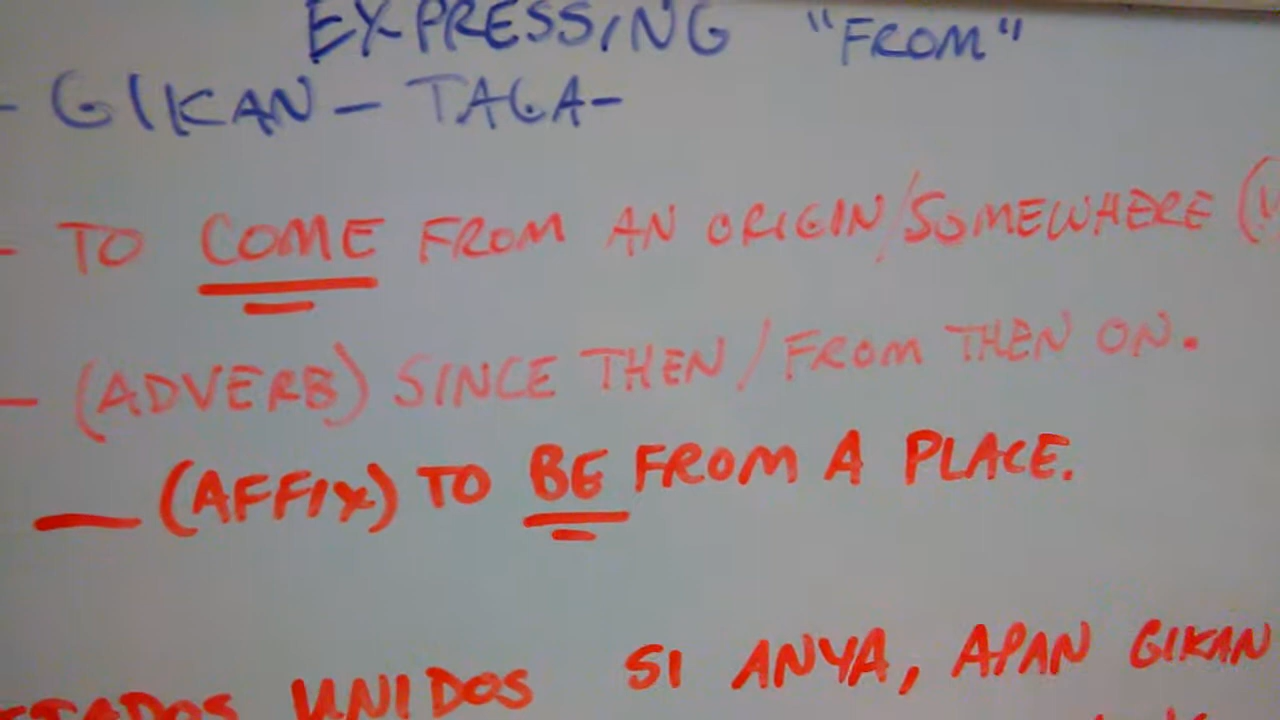 EXPRESSING "FROM"
- GIKAN - TAGA-
- TO COME FROM AN ORIGIN/SOMEWHERE (
- (ADVERB) SINCE THEN / FROM THEN ON.
— (AFFIX) TO BE FROM A PLACE.
UNIDOS SI ANYA, APAN GIKAN